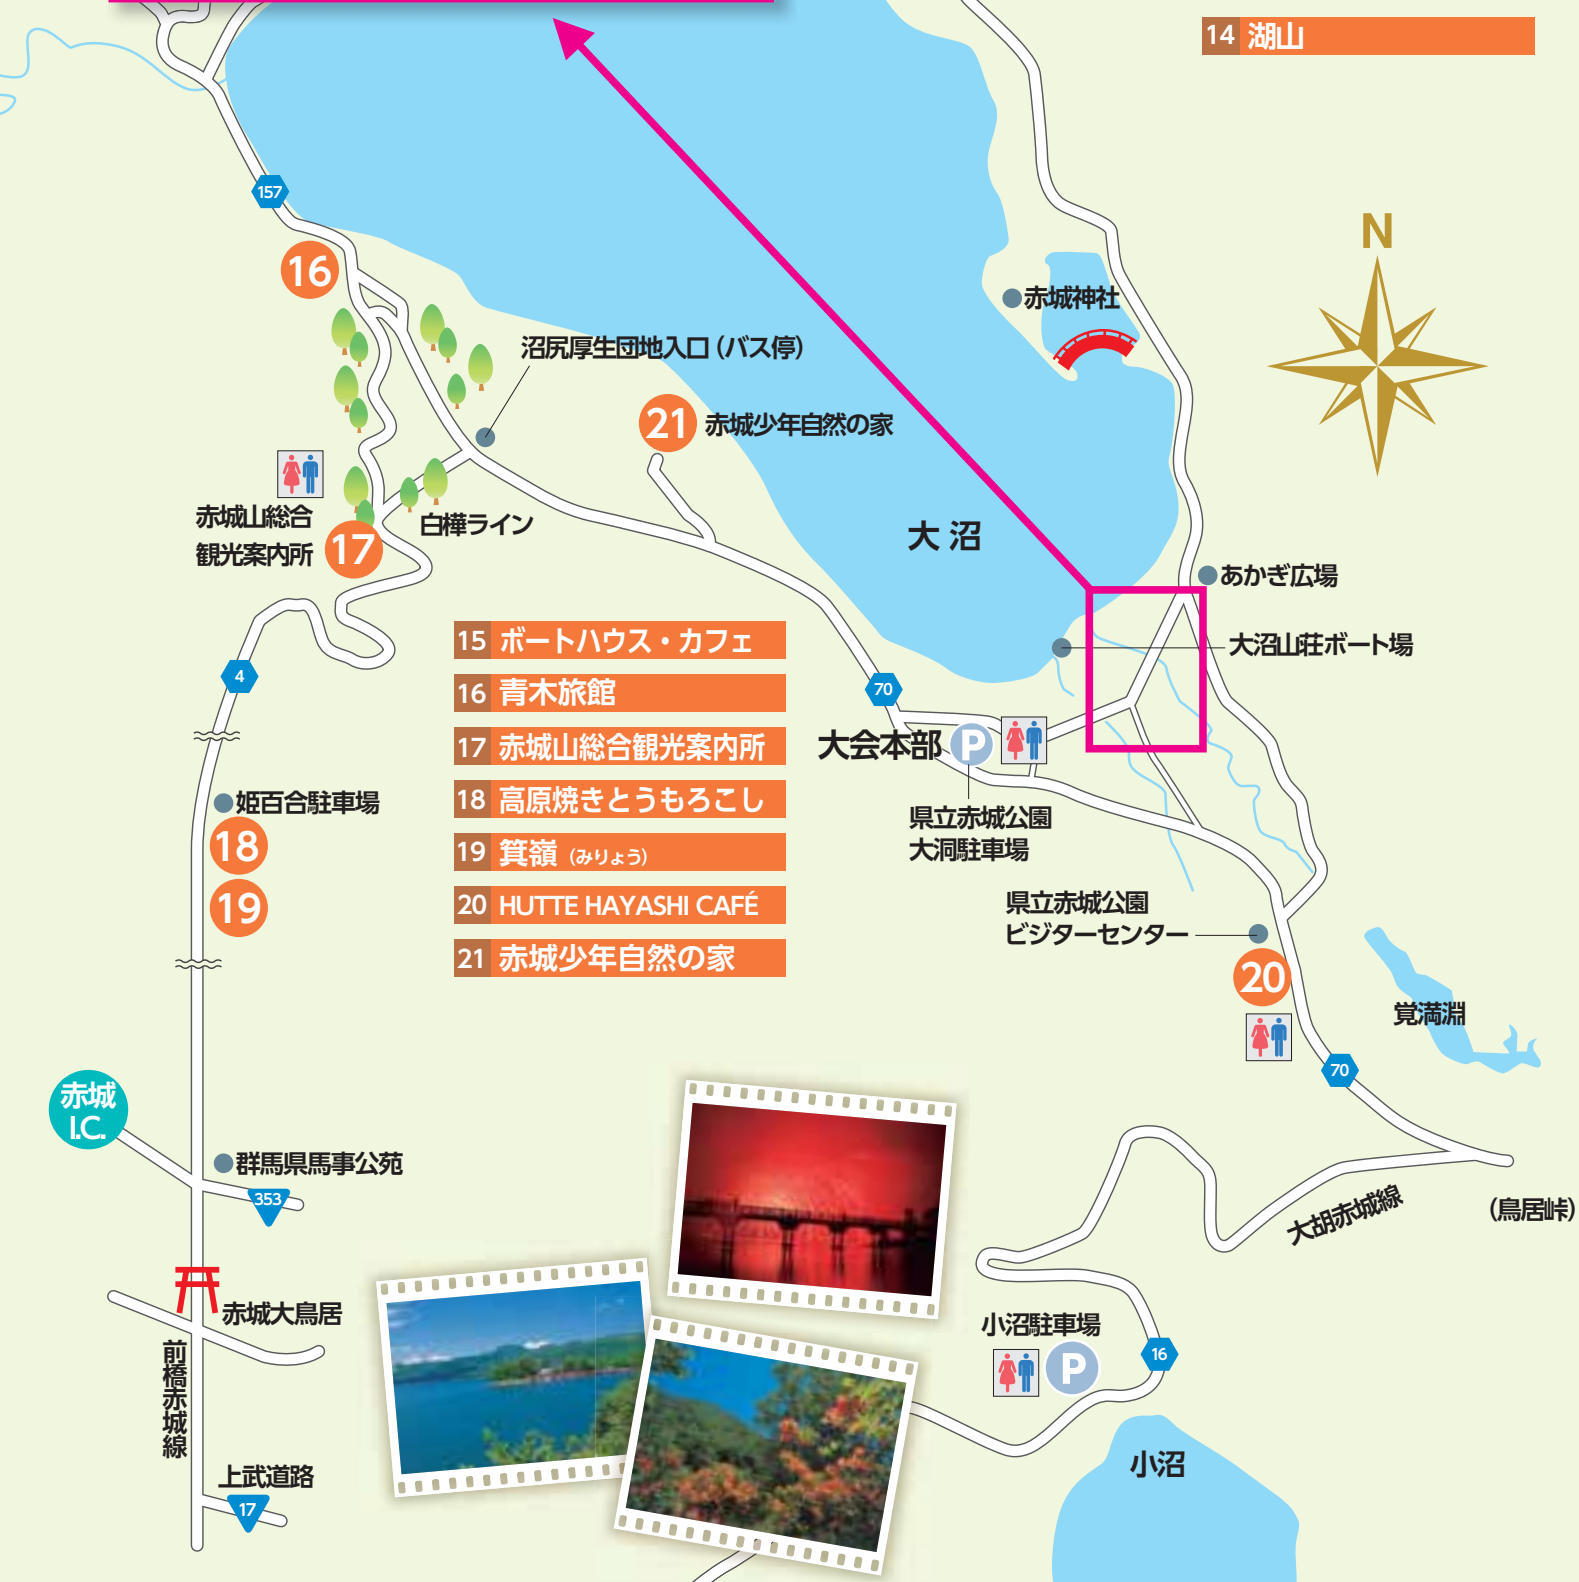 14 湖山
157
N
16
赤城神社
沼尻厚生団地入口（バス停）
21 赤城少年自然の家
赤城山総合
観光案内所
17
白樺ライン
大沼
あかぎ広場
大沼山荘ボート場
4
15 ボートハウス・カフェ
16 青木旅館
17 赤城山総合観光案内所
18 高原焼きとうもろこし
19 箕嶺（みりょう）
20 HUTTE HAYASHI CAFÉ
21 赤城少年自然の家
70
大会本部 P
県立赤城公園
大洞駐車場
姫百合駐車場
18
19
県立赤城公園
ビジターセンター
20
覚満淵
70
赤城
I.C.
群馬県馬事公苑
353
大胡赤城線
（鳥居峠）
赤城大鳥居
前橋赤城線
小沼駐車場
P
16
小沼
上武道路
17